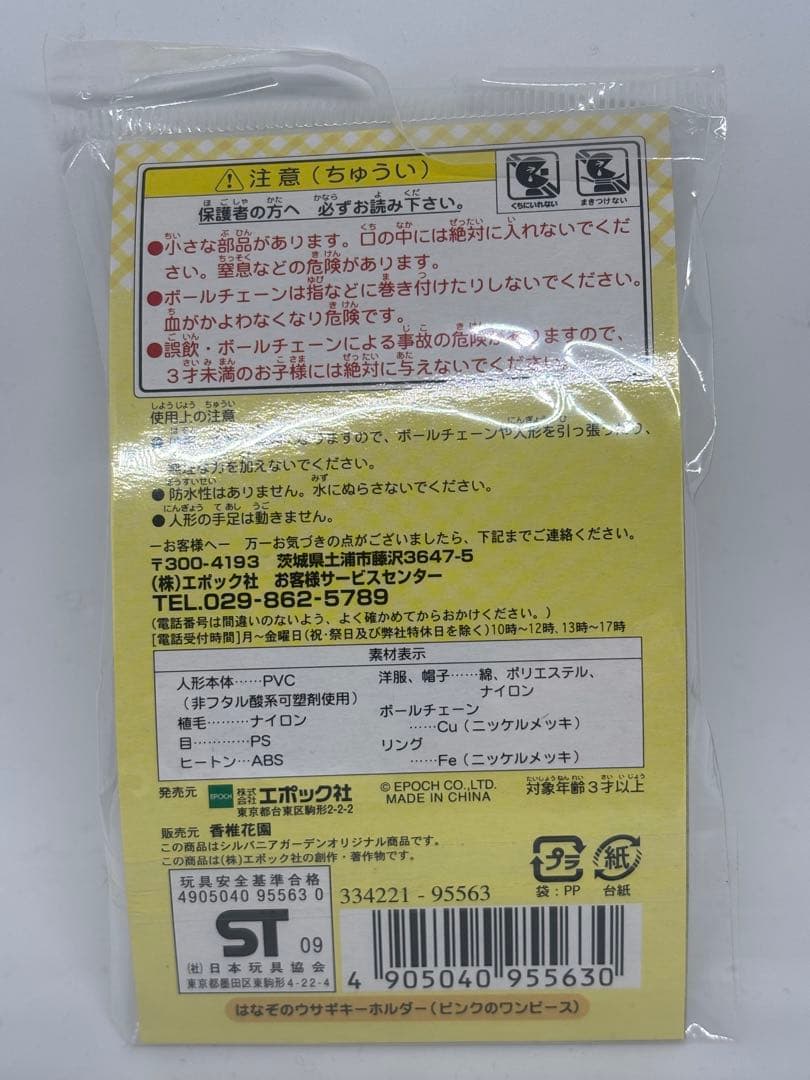 注意(ちゅうい)
保護者の方へ 必ずお読み下さい。
くちにいれない
まきつけない
●小さな部品があります。口の中には絶対に入れないでくだ
さい。窒息などの危険があります。
●ボールチェーンは指などに巻き付けたりしないでください。
血がかよわなくなり危険です。
●誤飲・ボールチェーンによる事故の危険がありますので、
3才未満のお子様には絶対に与えないでください。
使用上の注意
なりますので、ボールチェーンや人形を引っ張ったり、
無理な力を加えないでください。
●防水性はありません。水にぬらさないでください。
●人形の手足は動きません。
ーお客様へー 万一お気づきの点がございましたら、下記までご連絡ください。
〒300-4193 茨城県土浦市藤沢3647-5
(株)エポック社 お客様サービスセンター
TEL.029-862-5789
(電話番号は間違いのないよう、よく確かめてからおかけください。)
[電話受付時間]月〜金曜日(祝・祭日及び弊社特休日を除く)10時〜12時、13時〜17時
素材表示
人形本体……PVC
(非フタル酸系可塑剤使用)
植毛………ナイロン
目…………PS
ヒートン…ABS
洋服、帽子……綿、ポリエステル、
ナイロン
ボールチェーン
……Cu(ニッケルメッキ)
リング
……Fe(ニッケルメッキ)
発売元 EPOCH 株式会社 エポック社
東京都台東区駒形2-2-2
© EPOCH CO.,LTD.
MADE IN CHINA
対象年齢3才以上
販売元 香椎花園
この商品はシルバニアガーデンオリジナル商品です。
この商品は(株)エポック社の創作・著作物です。
プラ
袋:PP
紙
台紙
玩具安全基準合格
4905040 95563 0
ST 09
(社)日本玩具協会
東京都墨田区東駒形4-22-4
334221 - 95563
4 905040 955630
はなぞのウサギキーホルダー(ピンクのワンピース)